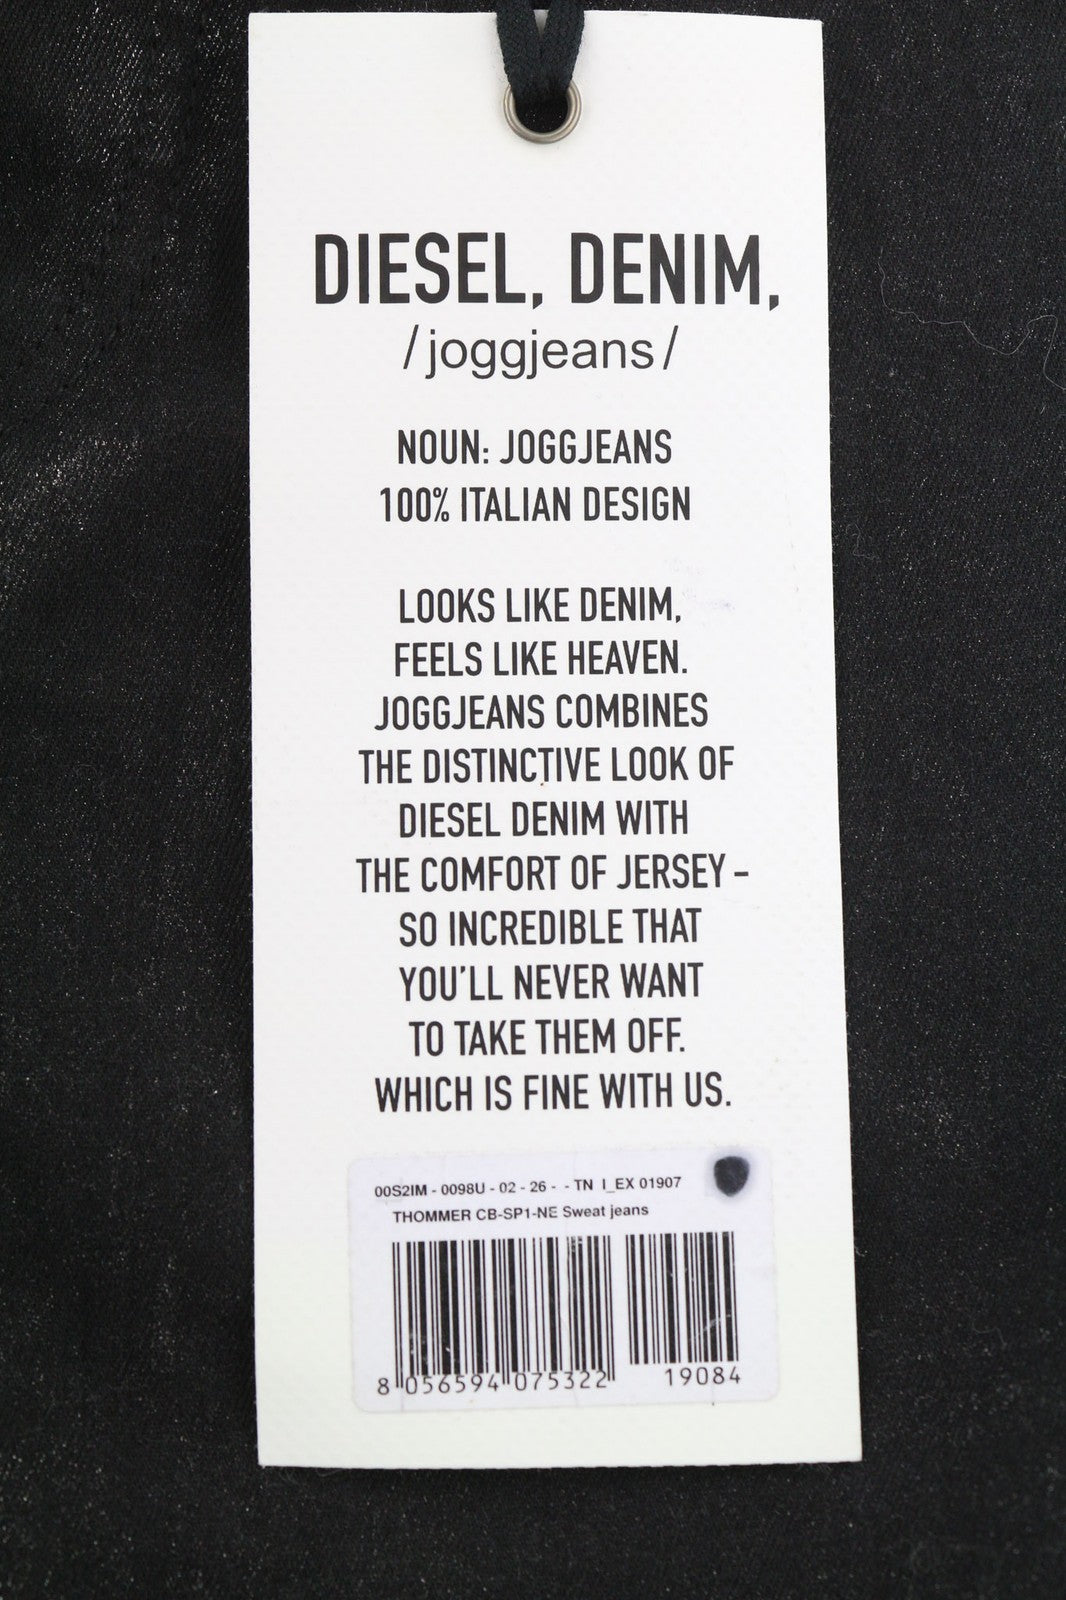 DIESEL, DENIM,
/joggjeans/
NOUN: JOGGJEANS
100% ITALIAN DESIGN
LOOKS LIKE DENIM,
FEELS LIKE HEAVEN.
JOGGJEANS COMBINES
THE DISTINCTIVE LOOK OF
DIESEL DENIM WITH
THE COMFORT OF JERSEY –
SO INCREDIBLE THAT
YOU'LL NEVER WANT
TO TAKE THEM OFF.
WHICH IS FINE WITH US.
00S2IM - 0098U - 02 - 26 - - TN I_EX 01907
THOMMER CB-SP1-NE Sweat jeans
8 056594 075322 19084